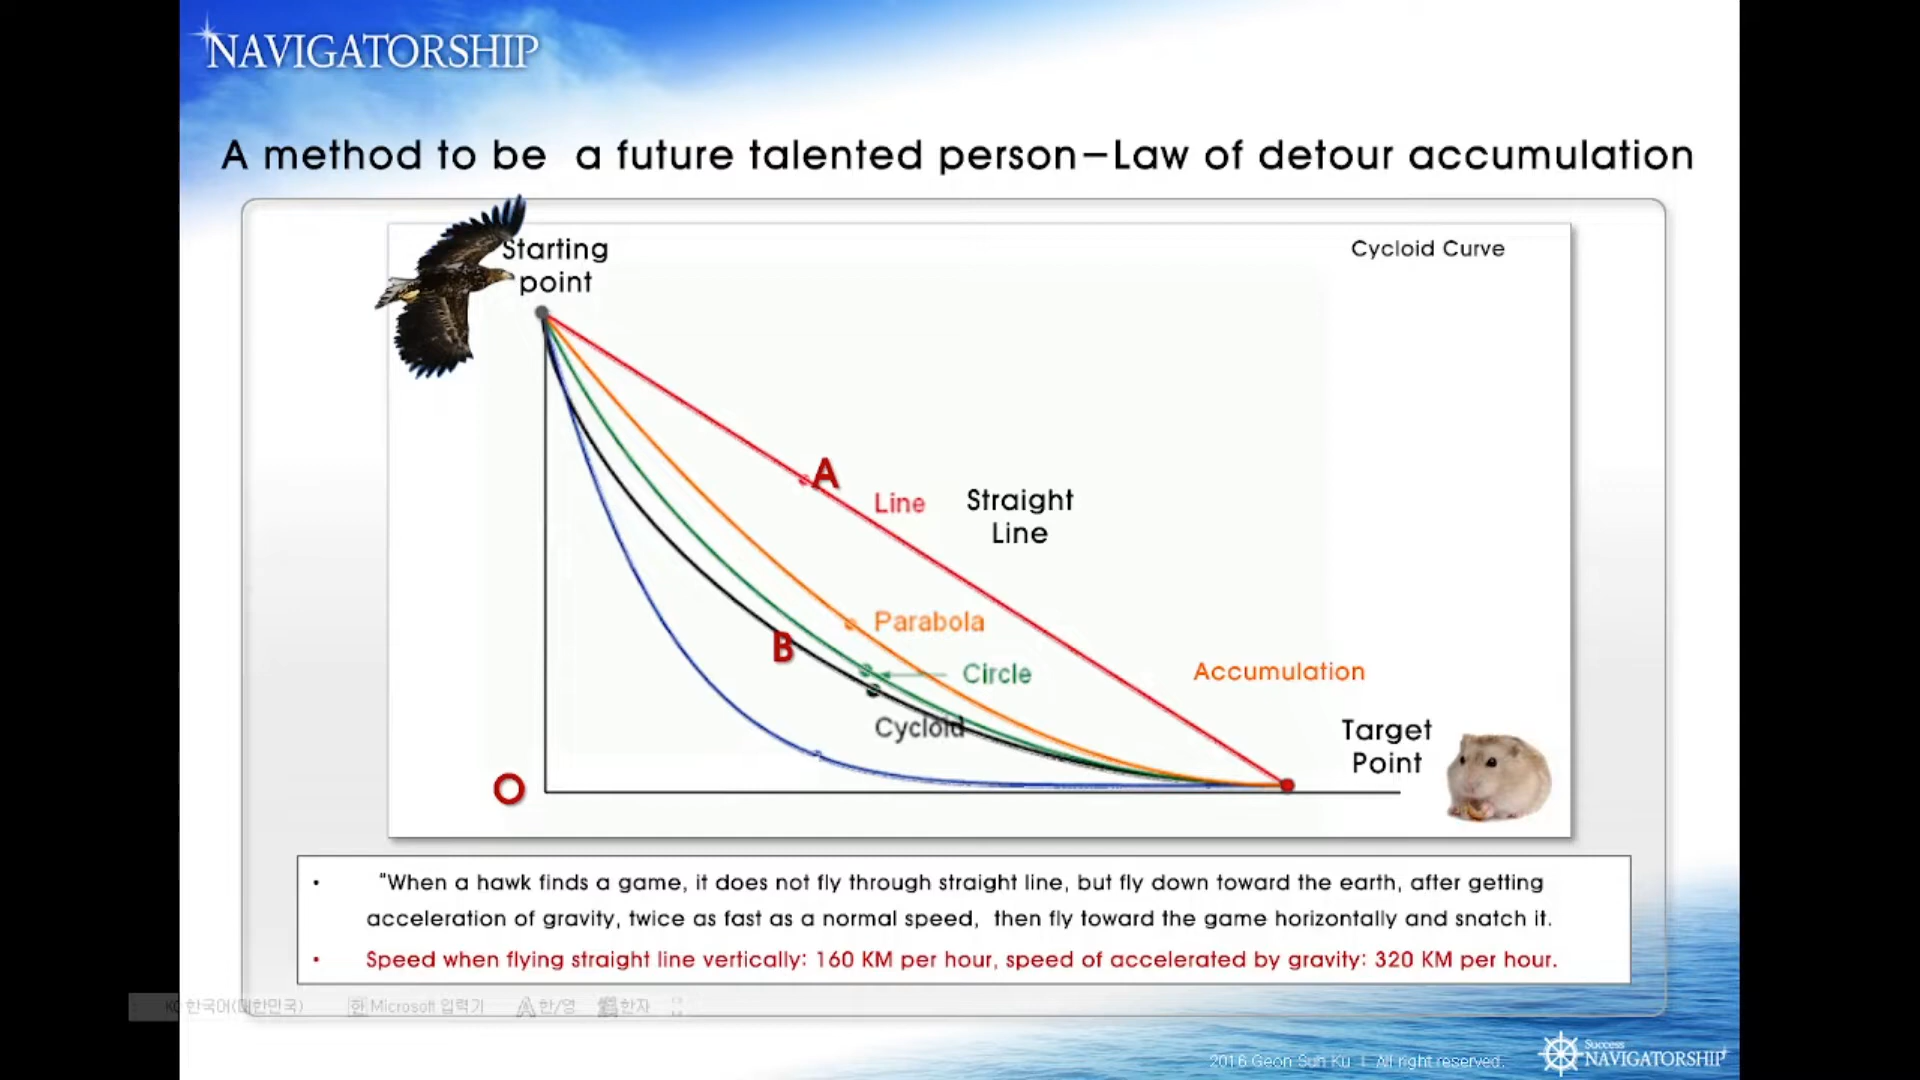 NAVIGATORSHIP
A method to be a future talented person-Law of detour accumulation
Starting
point
Cycloid Curve
A
Line
Straight
Line
Parabola
B
Circle
Accumulation
Cycloid
Target
Point
O
• "When a hawk finds a game, it does not fly through straight line, but fly down toward the earth, after getting
acceleration of gravity, twice as fast as a normal speed, then fly toward the game horizontally and snatch it.
• Speed when flying straight line vertically: 160 KM per hour, speed of accelerated by gravity: 320 KM per hour.
KO 한국어(대한민국) 한 Microsoft 입력기 A 한/영 한자
2016 Geon Suh Ku | All right reserved.
Success
NAVIGATORSHIP